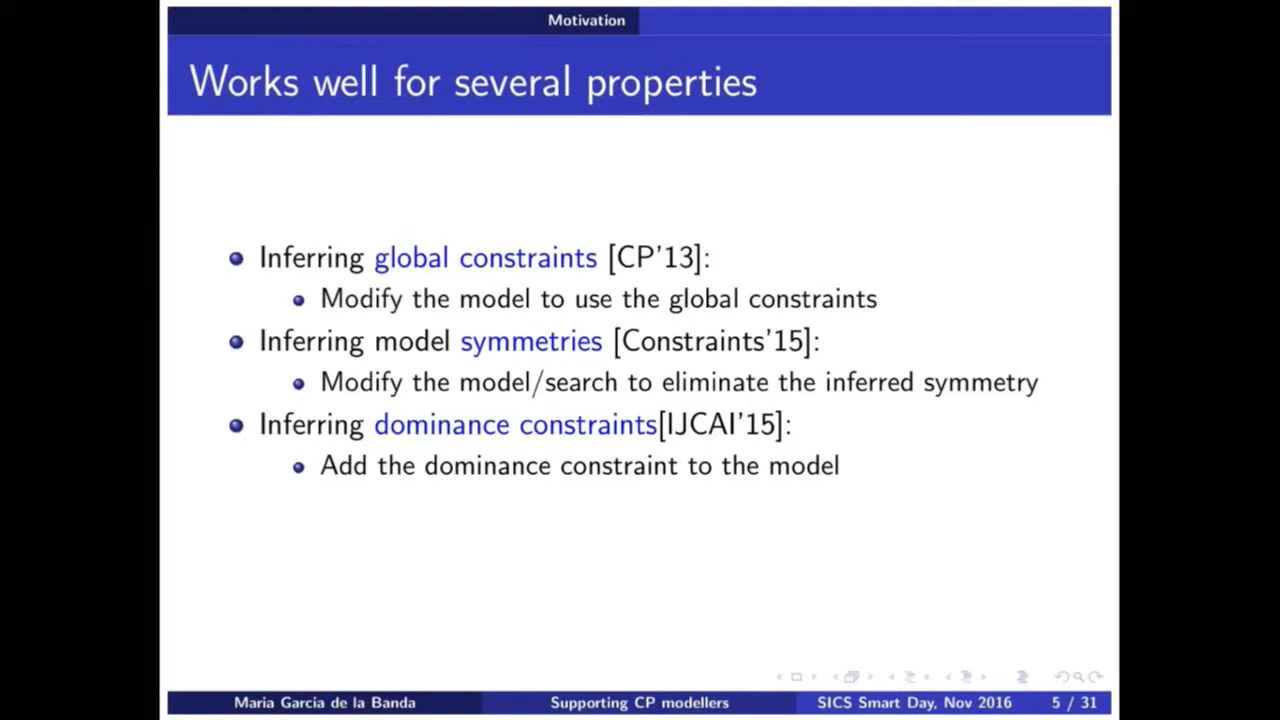 Motivation
Works well for several properties
Inferring global constraints [CP'13]:
Modify the model to use the global constraints
Inferring model symmetries [Constraints'15]:
Modify the model/search to eliminate the inferred symmetry
Inferring dominance constraints[IJCAI'15]:
Add the dominance constraint to the model
Maria Garcia de la Banda Supporting CP modellers SICS Smart Day, Nov 2016 5 / 31